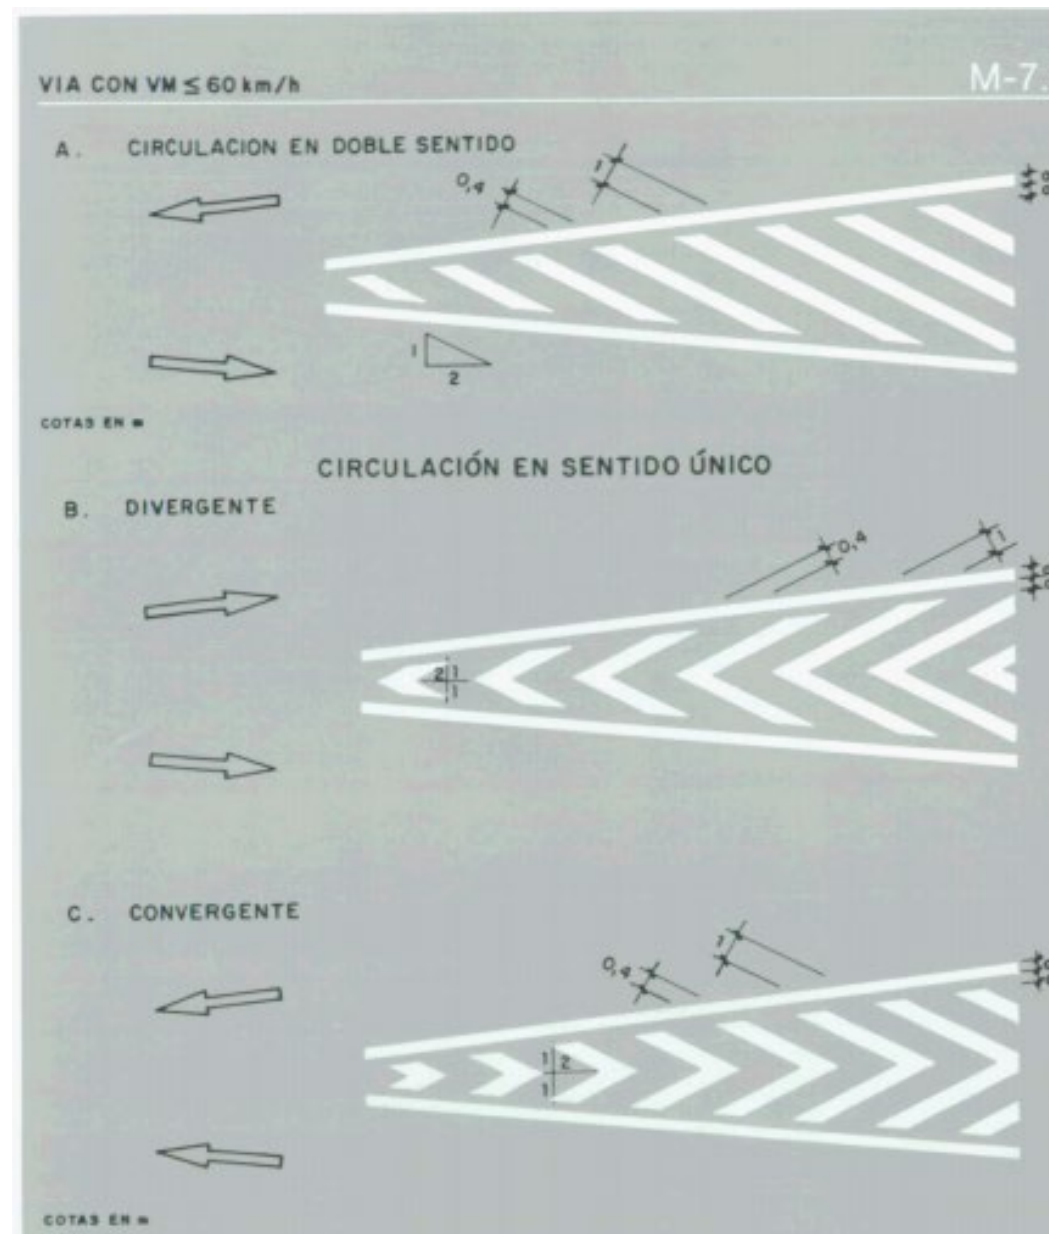 VIA CON VM ≤ 60 km/h
M-7.
A. CIRCULACION EN DOBLE SENTIDO
0,4
1
1
2
COTAS EN m
CIRCULACIÓN EN SENTIDO ÚNICO
B. DIVERGENTE
0,4
1
2 1
1
C. CONVERGENTE
0,4
1
1 2
1
COTAS EN m